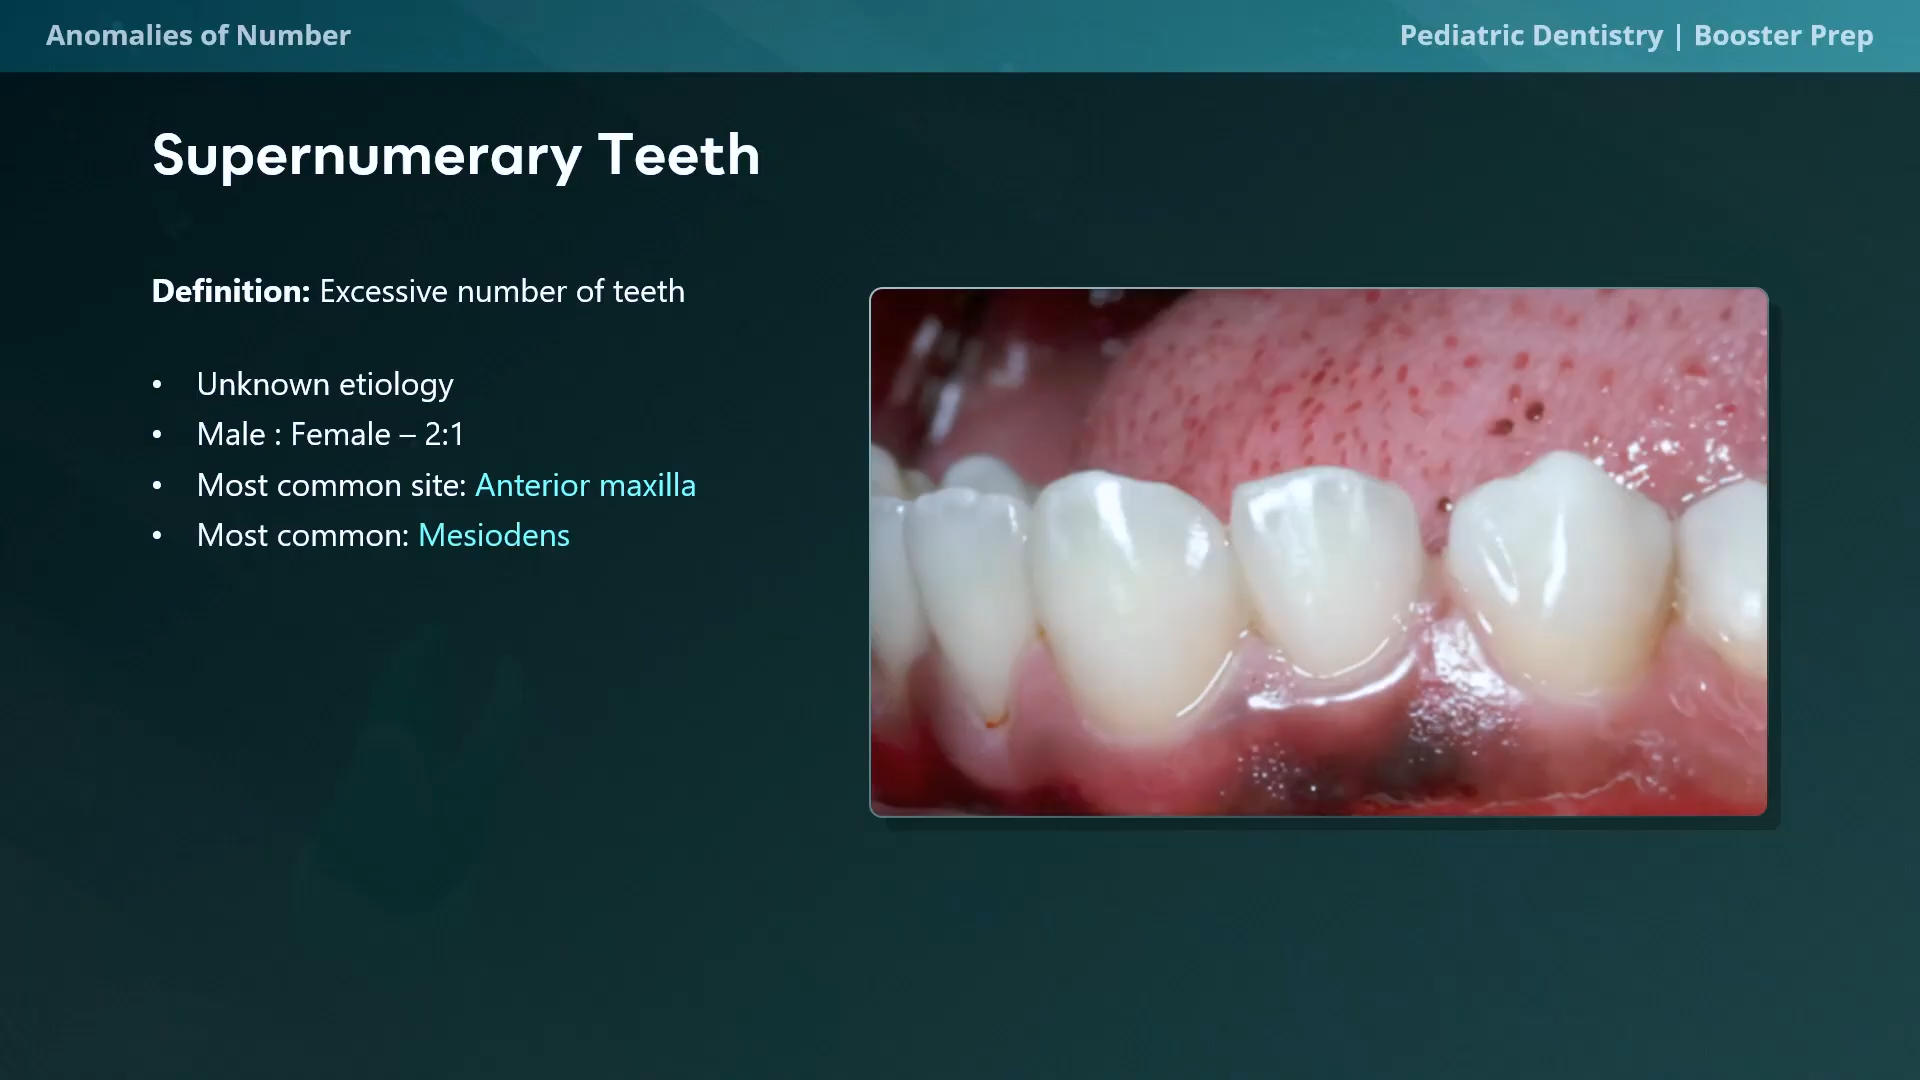 Anomalies of Number
Pediatric Dentistry | Booster Prep
Supernumerary Teeth
Definition: Excessive number of teeth
• Unknown etiology
• Male : Female – 2:1
• Most common site: Anterior maxilla
• Most common: Mesiodens